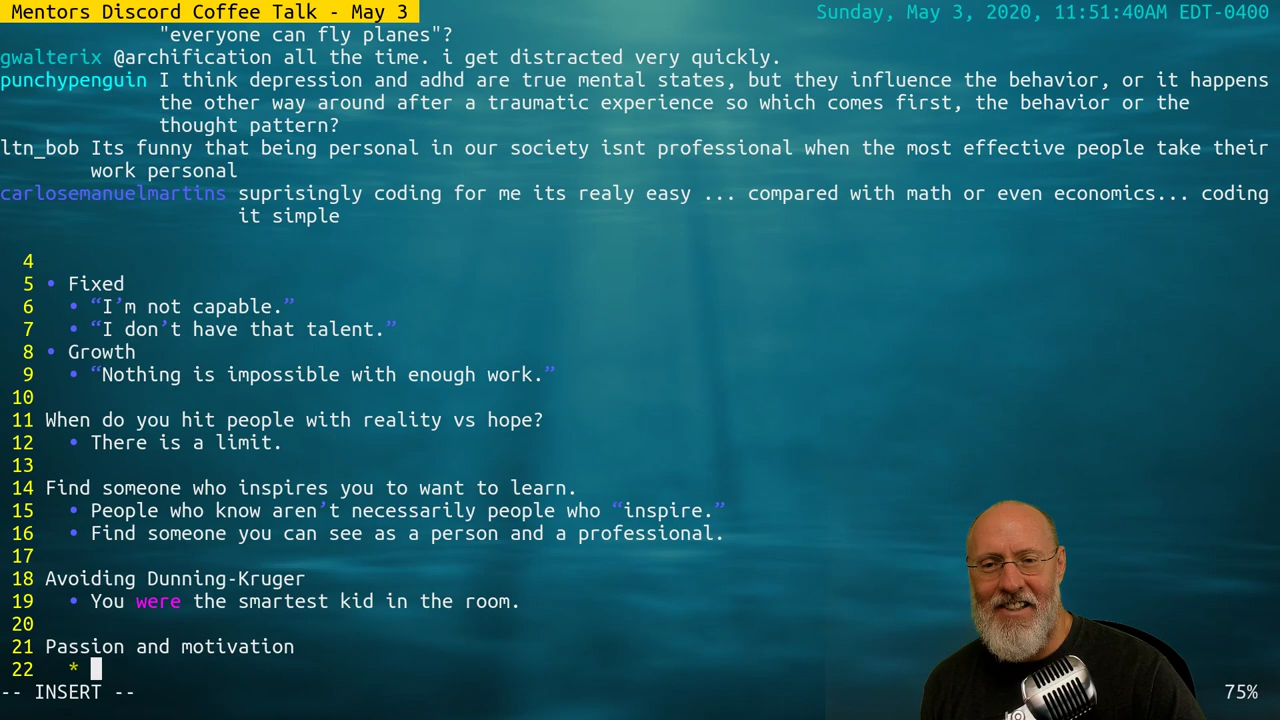 Mentors Discord Coffee Talk - May 3
Sunday, May 3, 2020, 11:51:40AM EDT-0400
"everyone can fly planes"?
gwalterix @archification all the time. i get distracted very quickly.
punchypenguin I think depression and adhd are true mental states, but they influence the behavior, or it happens
the other way around after a traumatic experience so which comes first, the behavior or the
thought pattern?
ltn_bob Its funny that being personal in our society isnt professional when the most effective people take their
work personal
carlosemanuelmartins suprisingly coding for me its realy easy ... compared with math or even economics... coding
it simple
4
5 • Fixed
6 • “I’m not capable.”
7 • “I don’t have that talent.”
8 • Growth
9 • “Nothing is impossible with enough work.”
10
11 When do you hit people with reality vs hope?
12 • There is a limit.
13
14 Find someone who inspires you to want to learn.
15 • People who know aren’t necessarily people who “inspire.”
16 • Find someone you can see as a person and a professional.
17
18 Avoiding Dunning-Kruger
19 • You were the smartest kid in the room.
20
21 Passion and motivation
22 *
-- INSERT --
75%